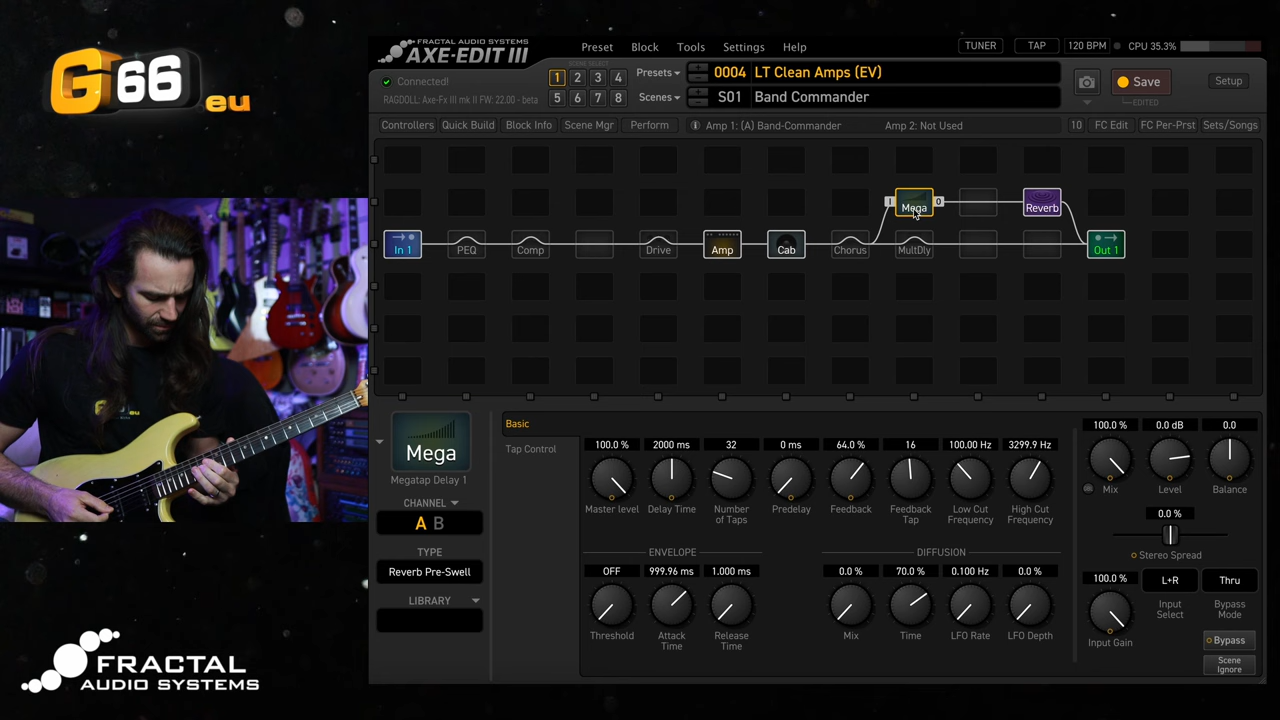 G66.eu
FRACTAL
AUDIO SYSTEMS
FRACTAL AUDIO SYSTEMS
AXE-EDIT III
Preset Block Tools Settings Help
TUNER TAP 120 BPM CPU 35.3%
Connected!
RAGDOLL: Axe-Fx III mk II FW: 22.00 - beta
SCENE SELECT
1 2 3 4
5 6 7 8
Presets 0004 LT Clean Amps (EV)
Scenes S01 Band Commander
Save
EDITED
Setup
Controllers Quick Build Block Info Scene Mgr Perform
Amp 1: (A) Band-Commander Amp 2: Not Used
10 FC Edit FC Per-Prst Sets/Songs
I Mega O Reverb
In 1 PEQ Comp Drive Amp Cab Chorus MultDly Out 1
Mega
Megatap Delay 1
CHANNEL
A B
TYPE
Reverb Pre-Swell
LIBRARY
Basic
Tap Control
100.0 % 2000 ms 32 0 ms 64.0 % 16 100.00 Hz 3299.9 Hz
Master level Delay Time Number of Taps Predelay Feedback Feedback Tap Low Cut Frequency High Cut Frequency
ENVELOPE
OFF 999.96 ms 1.000 ms
Threshold Attack Time Release Time
DIFFUSION
0.0 % 70.0 % 0.100 Hz 0.0 %
Mix Time LFO Rate LFO Depth
100.0 % 0.0 dB 0.0
Mix Level Balance
0.0 %
Stereo Spread
100.0 % L+R Thru
Input Gain Input Select Bypass Mode
Bypass
Scene Ignore